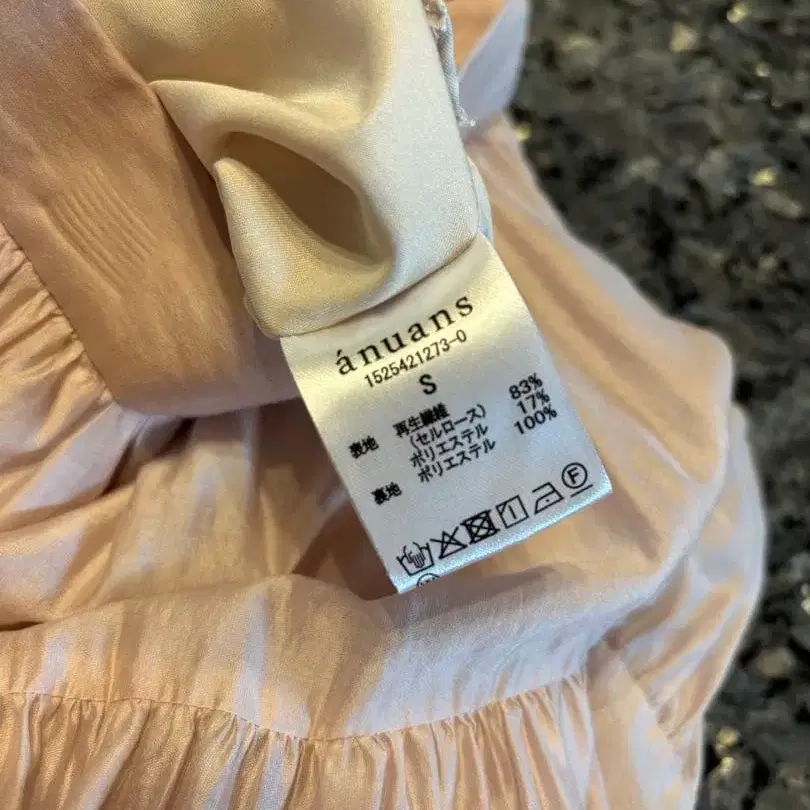 ánuans
1525421273-0
S
表地 再生繊維 83%
(セルロース)
ポリエステル 17%
裏地 ポリエステル 100%
F